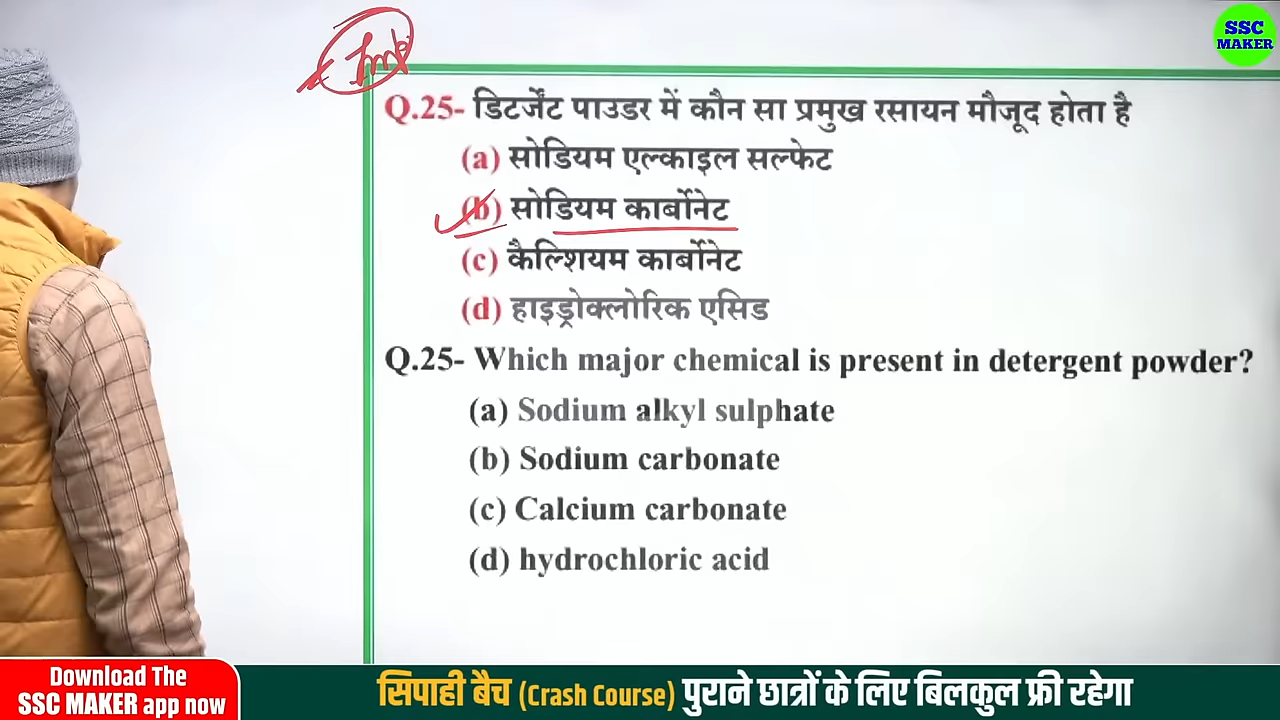 SSC
MAKER
Imp
Q.25- डिटर्जेंट पाउडर में कौन सा प्रमुख रसायन मौजूद होता है
(a) सोडियम एल्काइल सल्फेट
(b) सोडियम कार्बोनेट
(c) कैल्शियम कार्बोनेट
(d) हाइड्रोक्लोरिक एसिड
Q.25- Which major chemical is present in detergent powder?
(a) Sodium alkyl sulphate
(b) Sodium carbonate
(c) Calcium carbonate
(d) hydrochloric acid
Download The
SSC MAKER app now
सिपाही बैच (Crash Course) पुराने छात्रों के लिए बिलकुल फ्री रहेगा